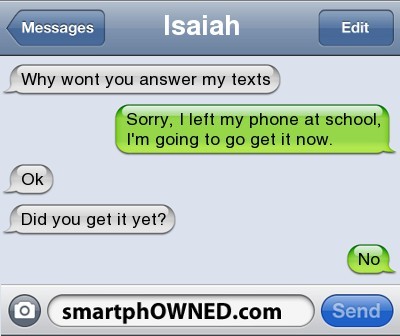 Messages
Isaiah
Edit
Why wont you answer my texts
Sorry, I left my phone at school,
I'm going to go get it now.
Ok
Did you get it yet?
No
smartphOWNED.com
Send